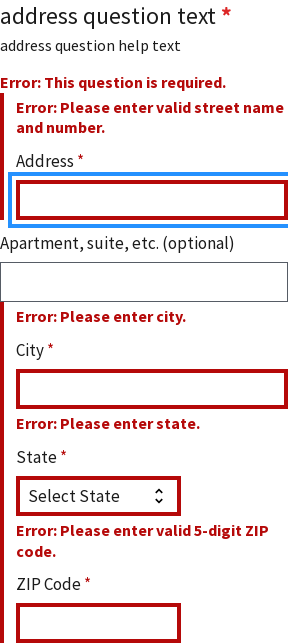 address question text *
address question help text
Error: This question is required.
Error: Please enter valid street name
and number.
Address *
Apartment, suite, etc. (optional)
Error: Please enter city.
City *
Error: Please enter state.
State *
Select State
Error: Please enter valid 5-digit ZIP
code.
ZIP Code *